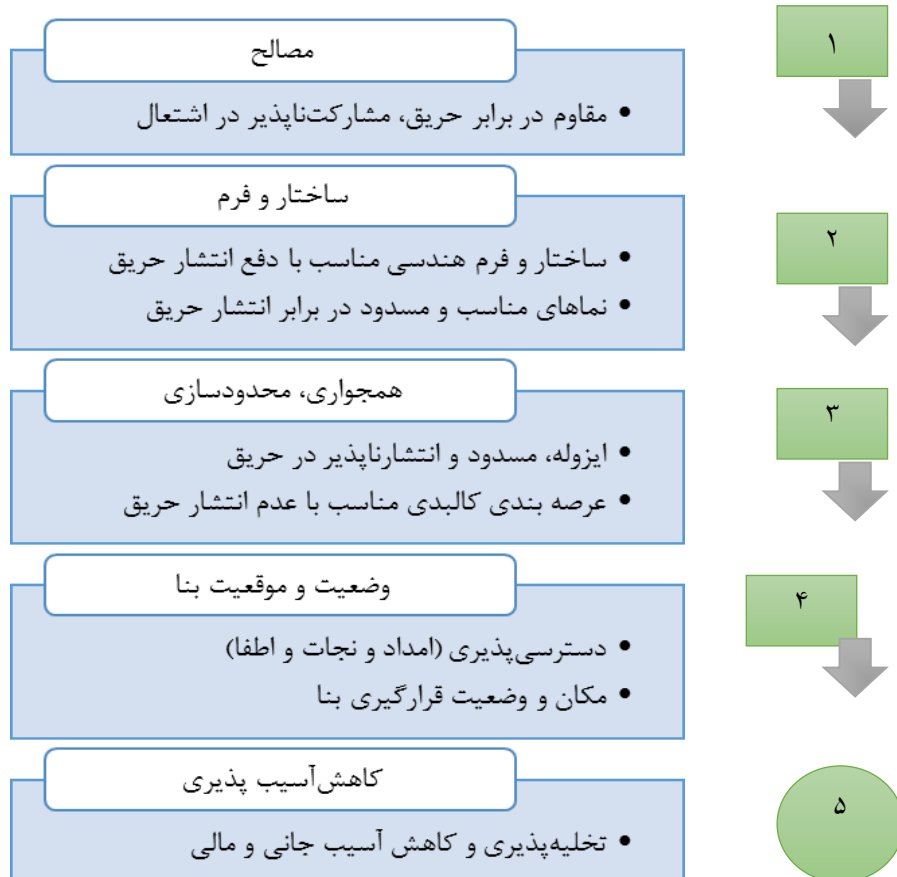 ۱
مصالح
• مقاوم در برابر حریق، مشارکت‌ناپذیر در اشتعال
۲
ساختار و فرم
• ساختار و فرم هندسی مناسب با دفع انتشار حریق
• نماهای مناسب و مسدود در برابر انتشار حریق
۳
همجواری، محدودسازی
• ایزوله، مسدود و انتشارناپذیر در حریق
• عرصه بندی کالبدی مناسب با عدم انتشار حریق
۴
وضعیت و موقعیت بنا
• دسترسی‌پذیری (امداد و نجات و اطفا)
• مکان و وضعیت قرارگیری بنا
۵
کاهش‌آسیب پذیری
• تخلیه‌پذیری و کاهش آسیب جانی و مالی